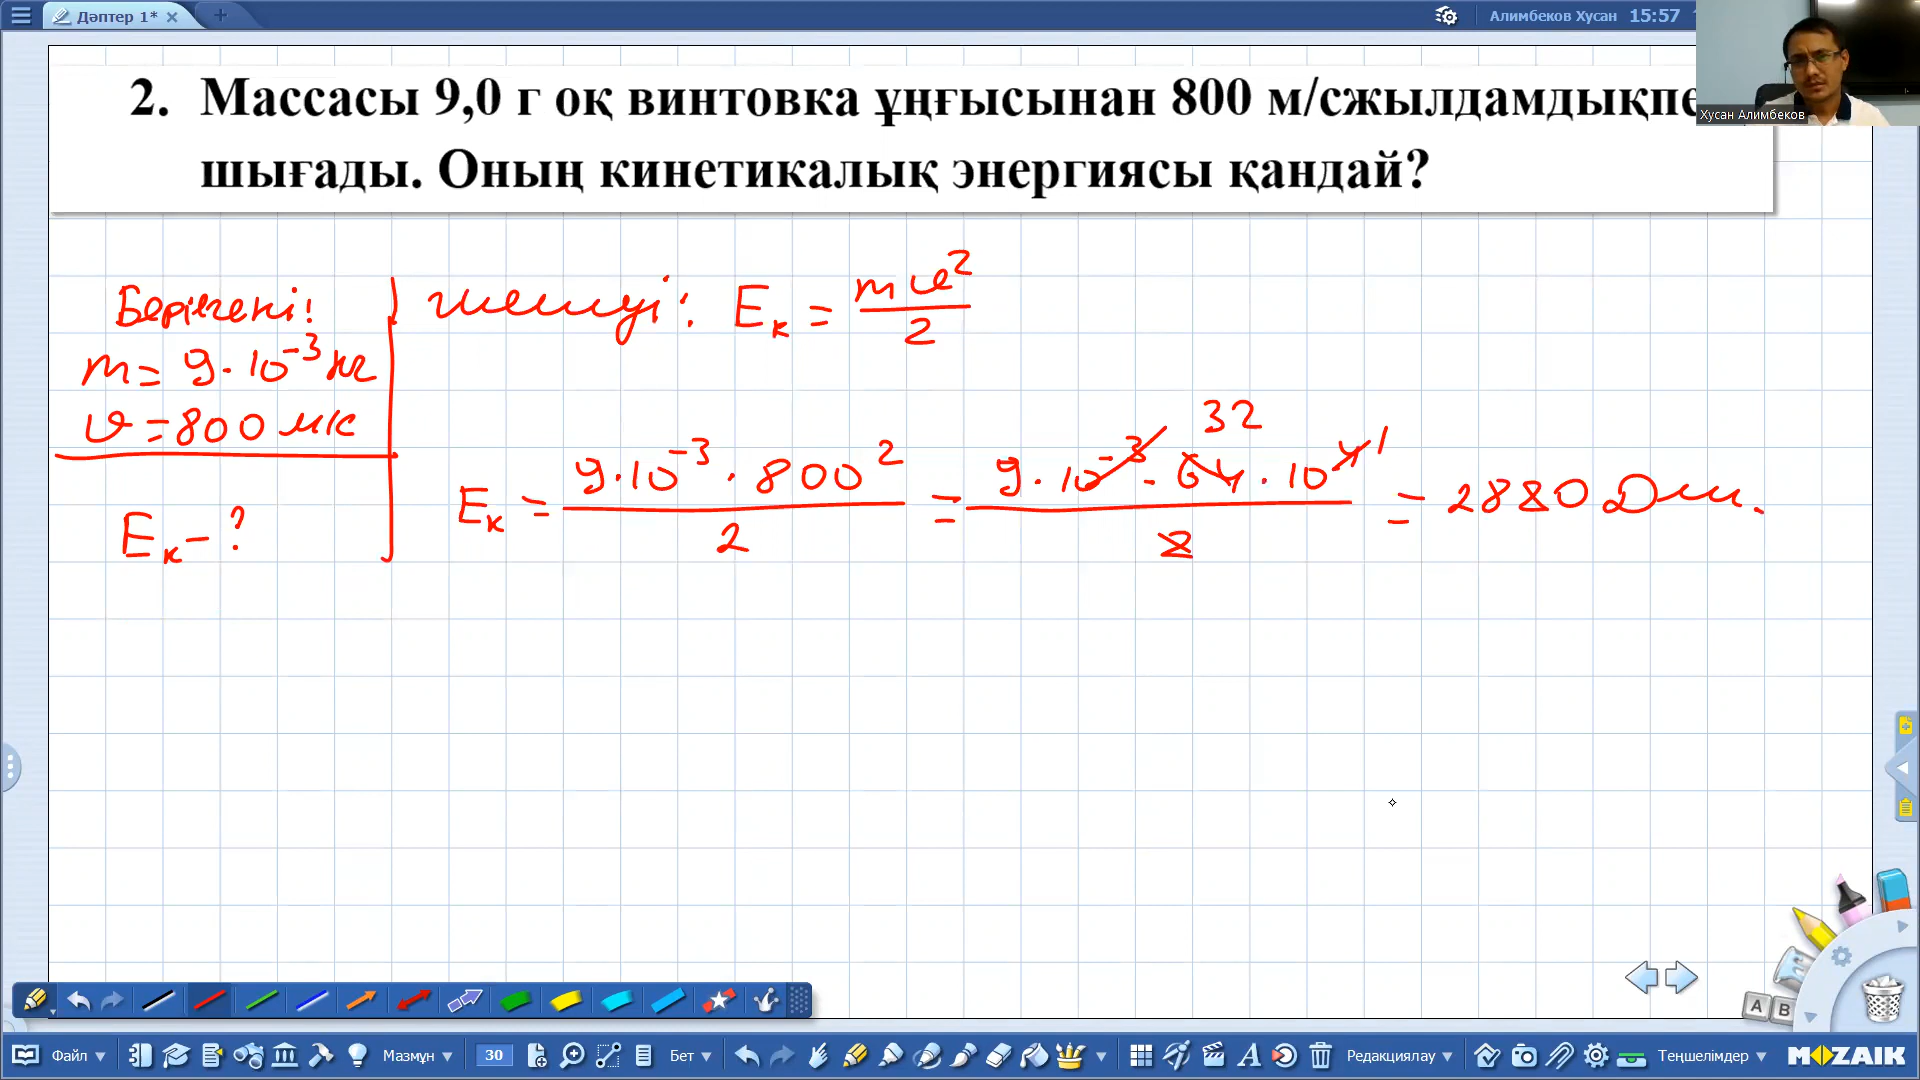 Дәптер 1*
Алимбеков Хусан 15:57
2. Массасы 9,0 г оқ винтовка ұңғысынан 800 м/сжылдамдықпе
шығады. Оның кинетикалық энергиясы қандай?
Хусан Алимбеков
Берілгені: шешуі: Eк = mv² / 2
m = 9·10⁻³ кг
v = 800 м/с
Eк = 9·10⁻³·800² / 2 = 9·10⁻³·64·10⁴ / 2 = 2880 Дж.
32
1
Eк - ?
A B
Файл Мазмұн 30 Бет Редакциялау Теңшелімдер MOZAIK